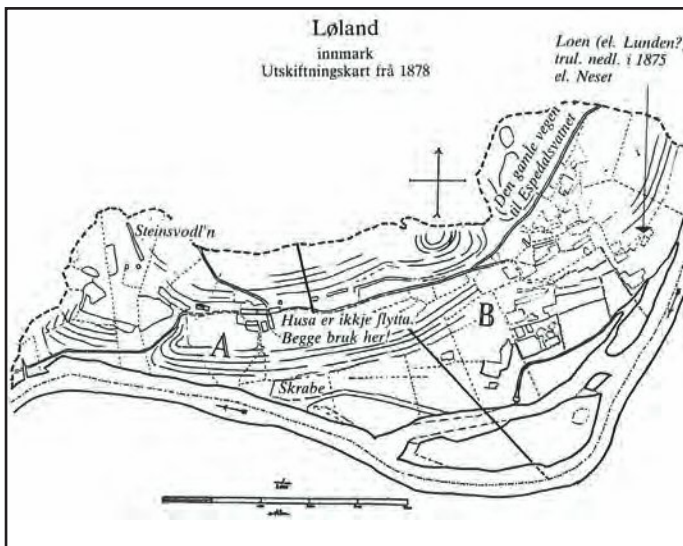 Løland
innmark
Utskiftningskart frå 1878
Loen (el. Lunden?
trul. nedl. i 1875
el. Neset
Den gamle vegen
til Espedalsvatnet
Steinsvodl'n
Husa er ikkje flytta.
Begge bruk her!
A
B
Skrabe